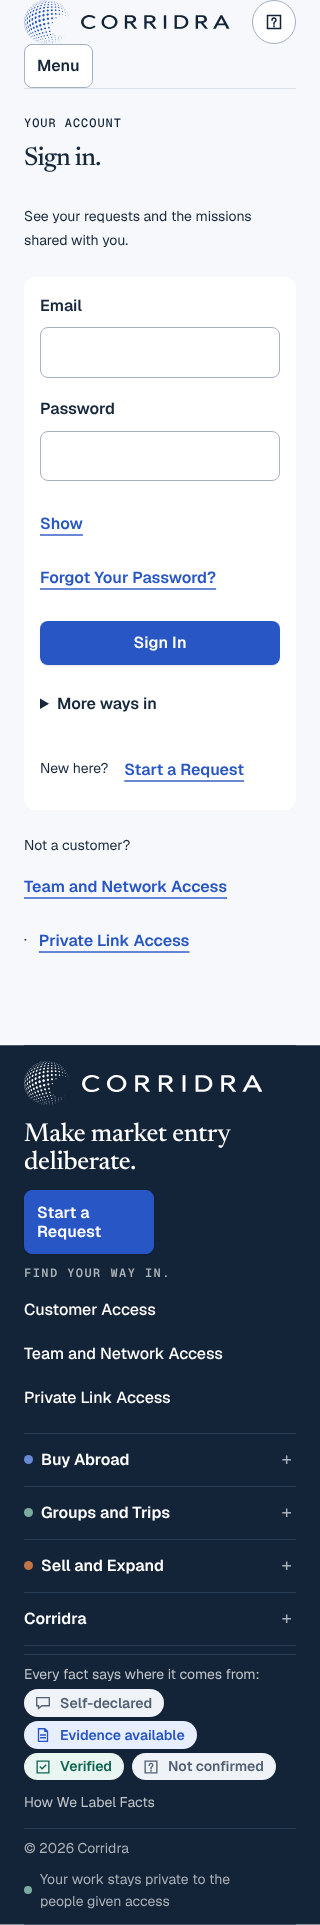 CORRIDRA
Menu
YOUR ACCOUNT
Sign in.
See your requests and the missions
shared with you.
Email
Password
Show
Forgot Your Password?
Sign In
More ways in
New here? Start a Request
Not a customer?
Team and Network Access
· Private Link Access
CORRIDRA
Make market entry
deliberate.
Start a
Request
FIND YOUR WAY IN.
Customer Access
Team and Network Access
Private Link Access
Buy Abroad +
Groups and Trips +
Sell and Expand +
Corridra +
Every fact says where it comes from:
Self-declared
Evidence available
Verified
Not confirmed
How We Label Facts
© 2026 Corridra
Your work stays private to the
people given access